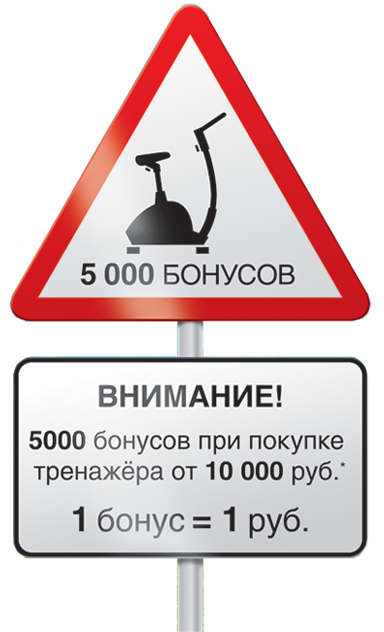 5 000 БОНУСОВ
ВНИМАНИЕ!
5000 бонусов при покупке
тренажёра от 10 000 руб.*
1 бонус = 1 руб.